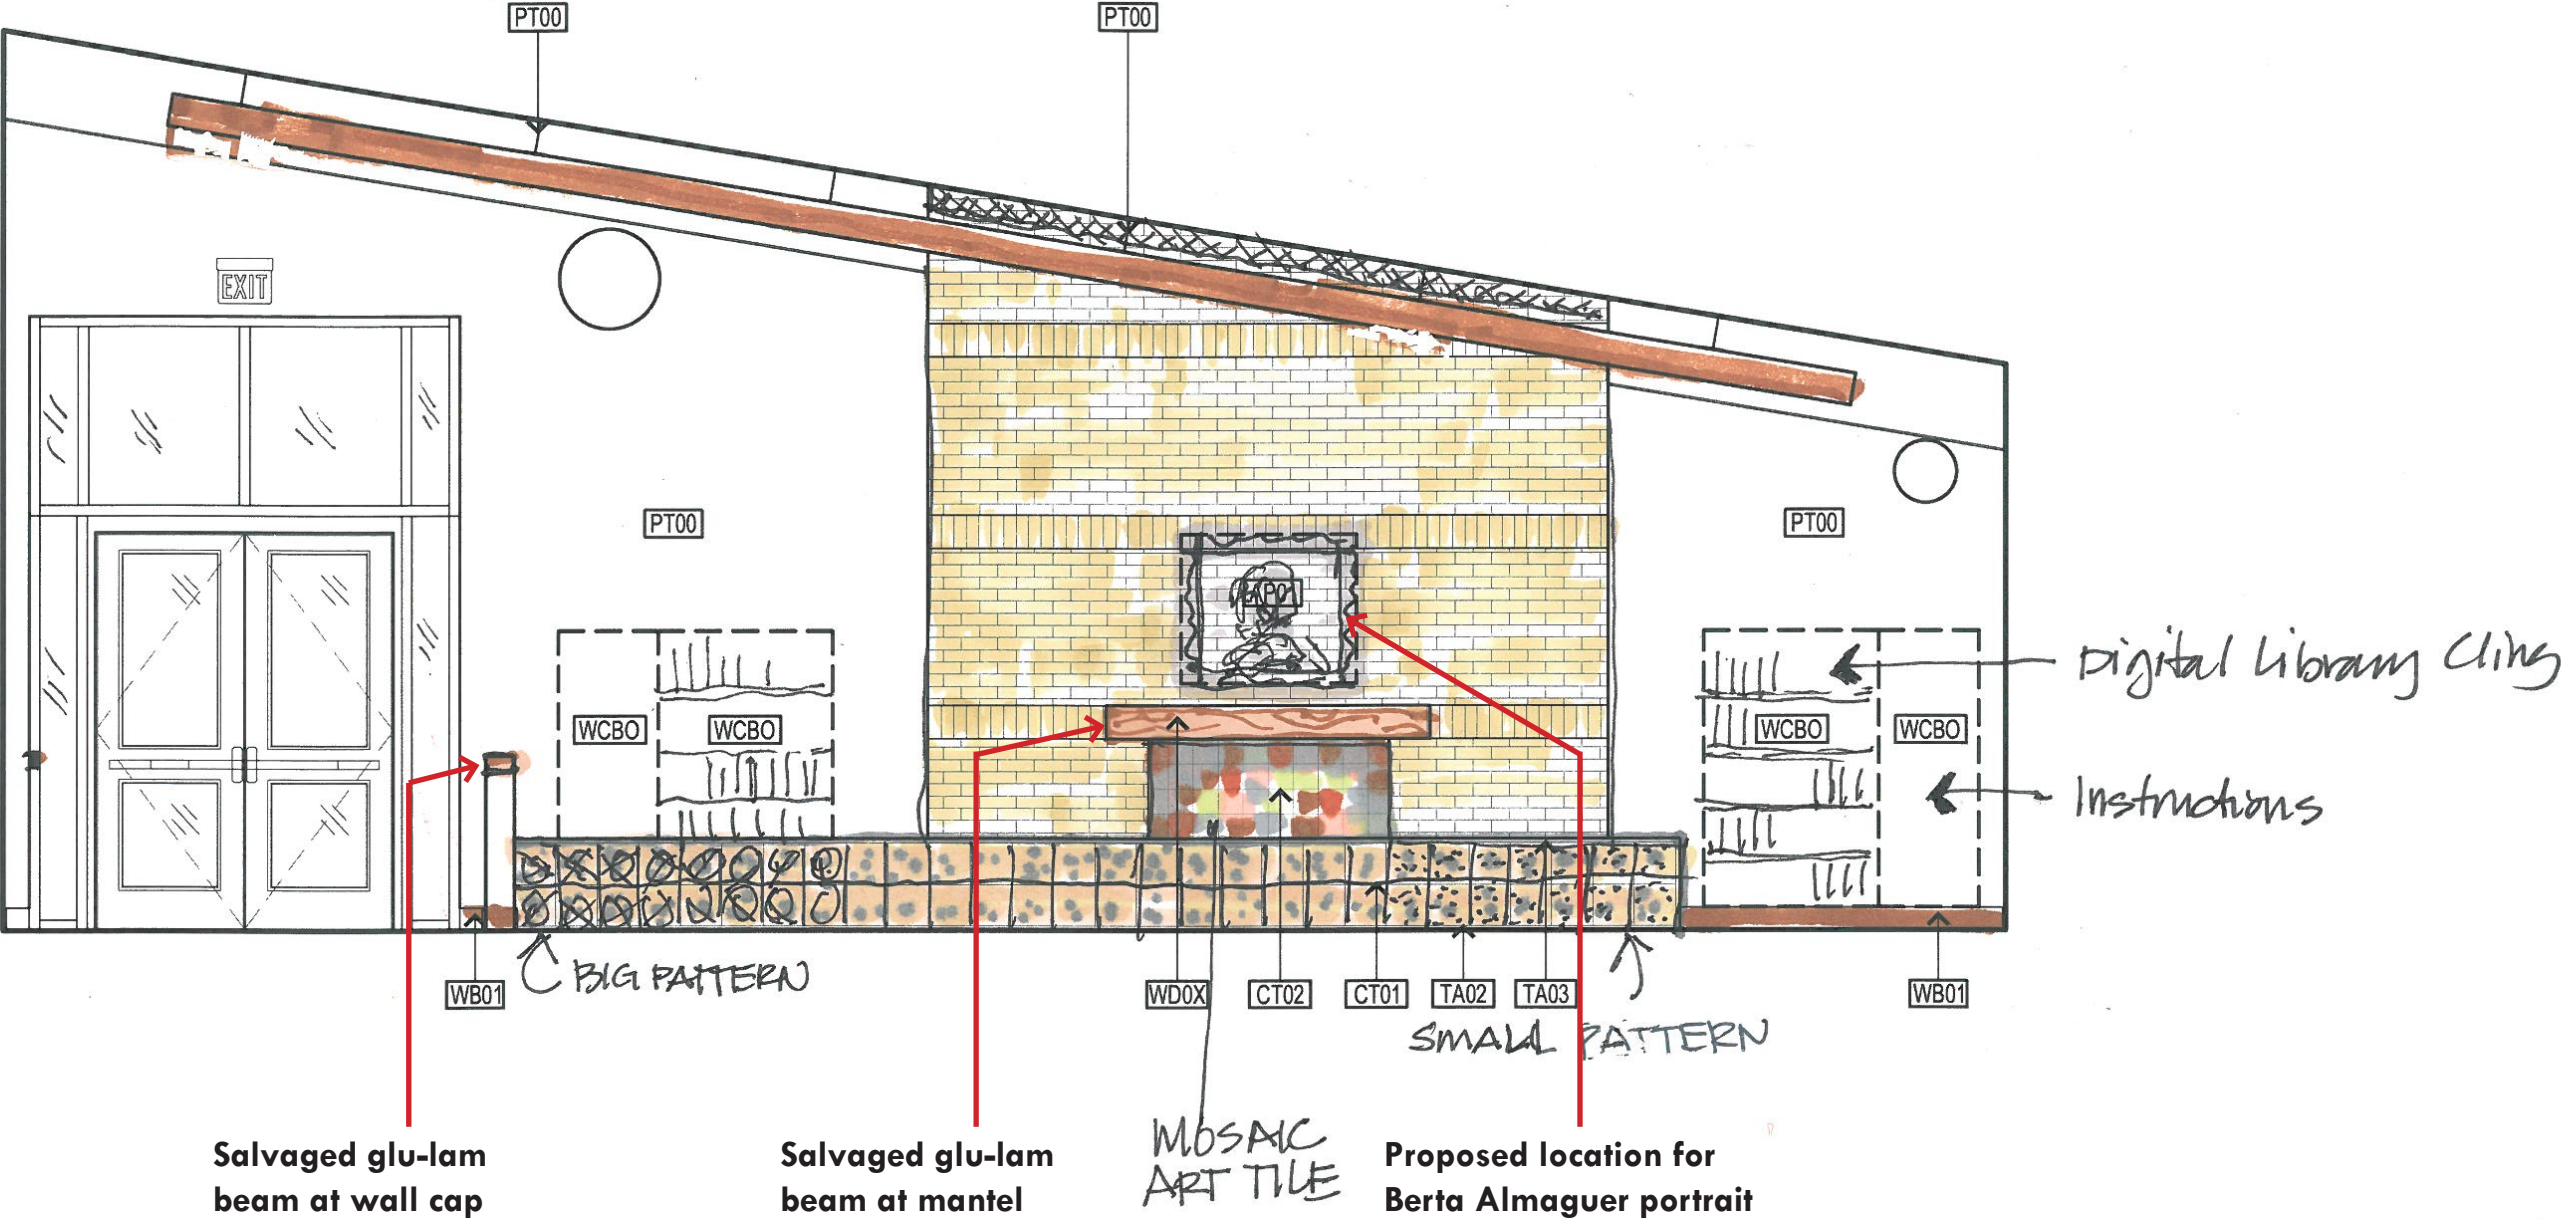 PT00
PT00
EXIT
PT00
PT00
P01
Digital Library Cling
WCBO
WCBO
WCBO
WCBO
Instructions
BIG PATTERN
WB01
WD0X
CT02
CT01
TA02
TA03
WB01
SMALL PATTERN
MOSAIC
ART TILE
Salvaged glu-lam
beam at wall cap
Salvaged glu-lam
beam at mantel
Proposed location for
Berta Almaguer portrait